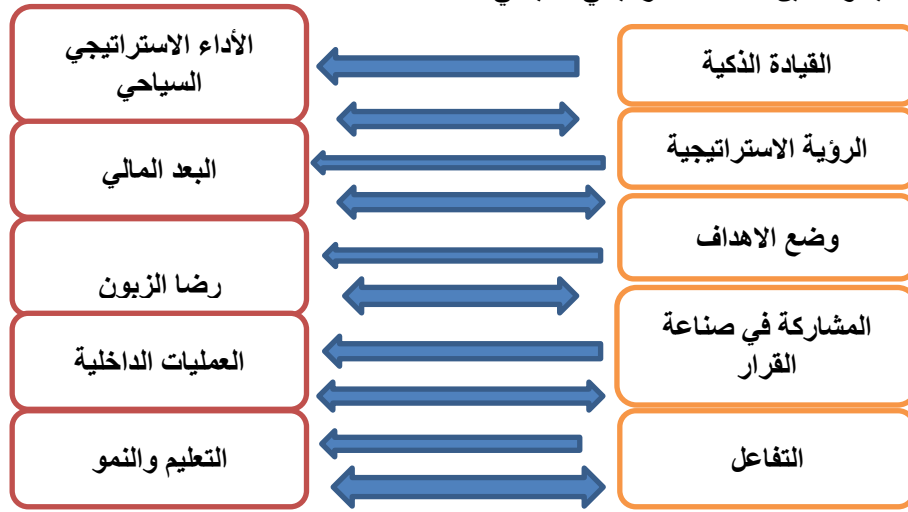 القيادة الذكية
الرؤية الاستراتيجية
وضع الاهداف
المشاركة في صناعة
القرار
التفاعل
الأداء الاستراتيجي
السياحي
البعد المالي
رضا الزبون
العمليات الداخلية
التعليم والنمو